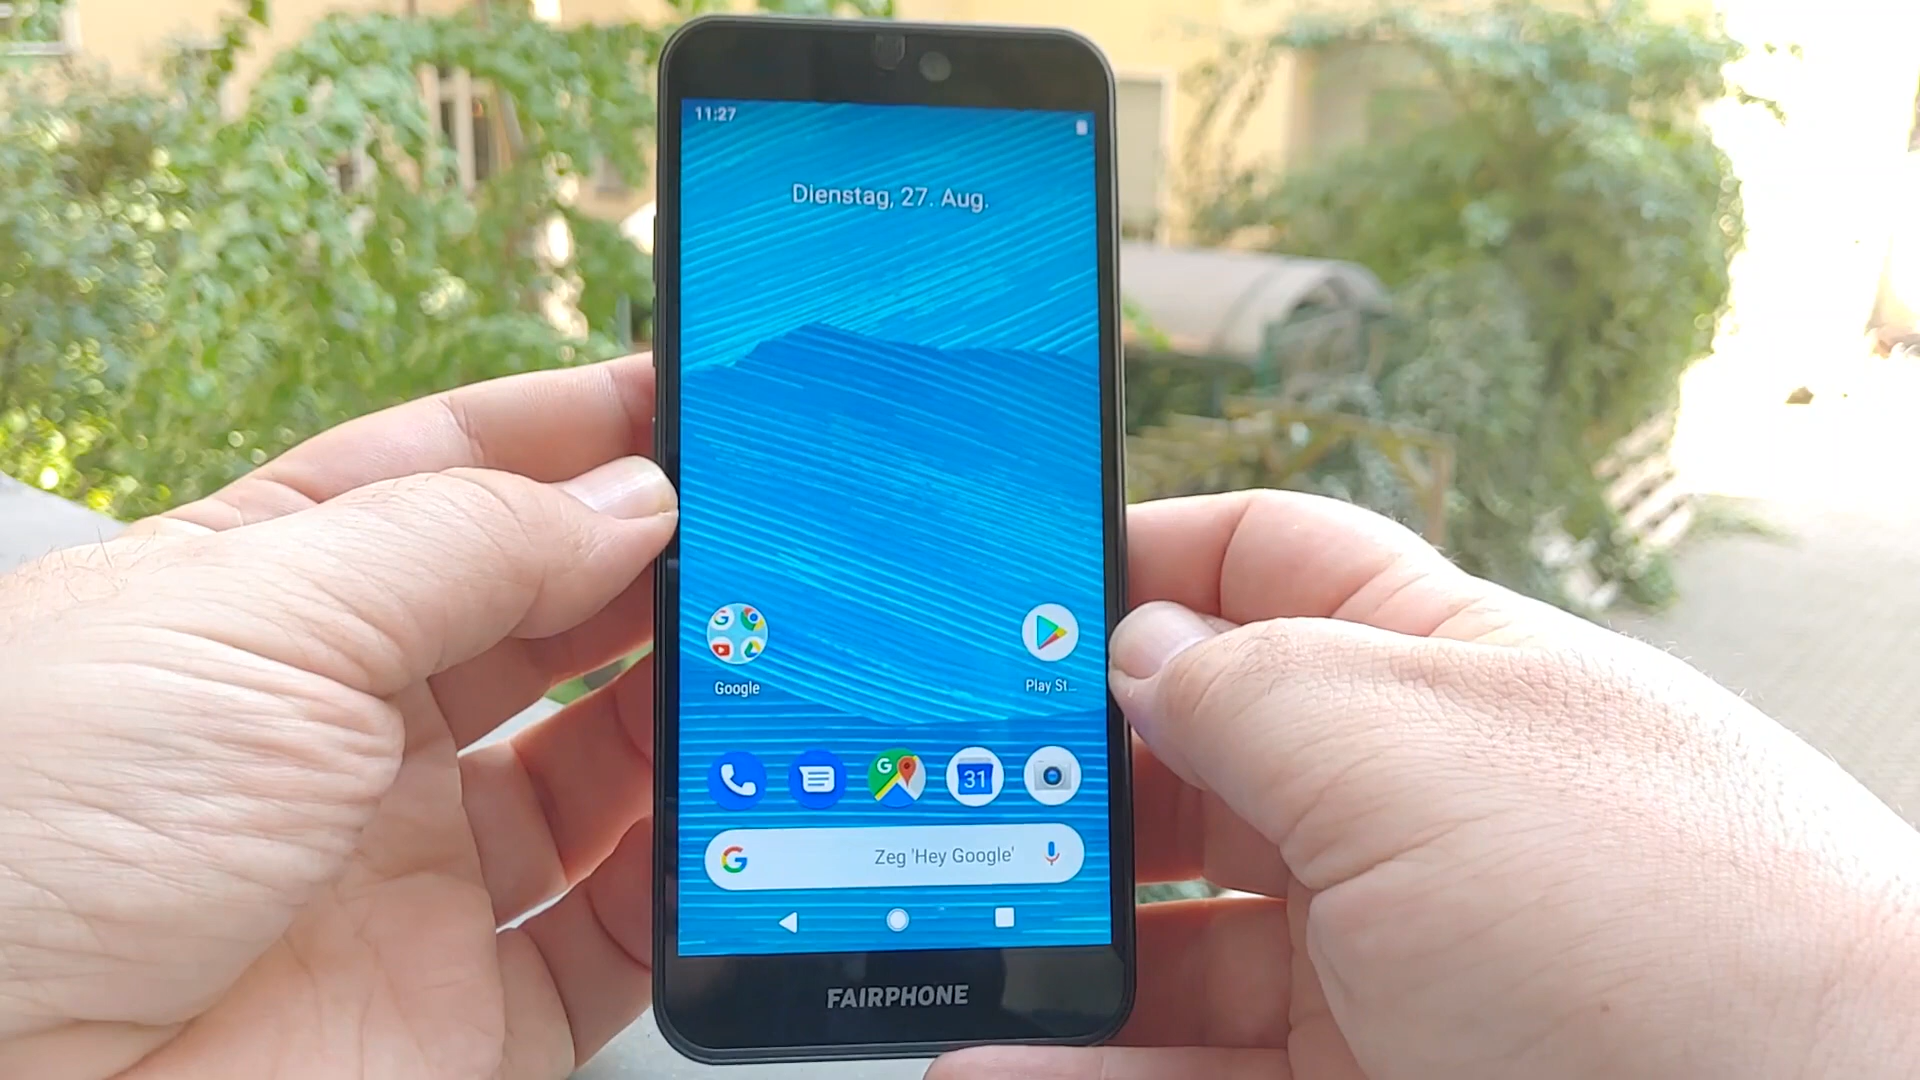 11:27
Dienstag, 27. Aug.
Google
Play St...
G
31
G
Zeg 'Hey Google'
FAIRPHONE